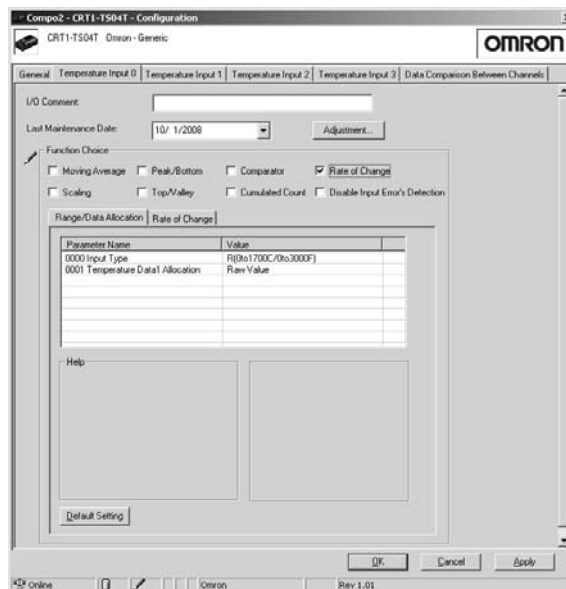 Compo2 - CRT1-TS04T - Configuration
CRT1-TS04T Omron - Generic
OMRON
General Temperature Input 0 Temperature Input 1 Temperature Input 2 Temperature Input 3 Data Comparison Between Channels
I/O Comment:
Last Maintenance Date: 10/ 1/2008 Adjustment...
Function Choice
Moving Average Peak/Bottom Comparator Rate of Change
Scaling Top/Valley Cumulated Count Disable Input Error's Detection
Range/Data Allocation Rate of Change
Parameter Name Value
0000 Input Type R(0to1700C/0to3000F)
0001 Temperature Data1 Allocation Raw Value
Help
Default Setting
OK Cancel Apply
Online Omron Rev 1.01